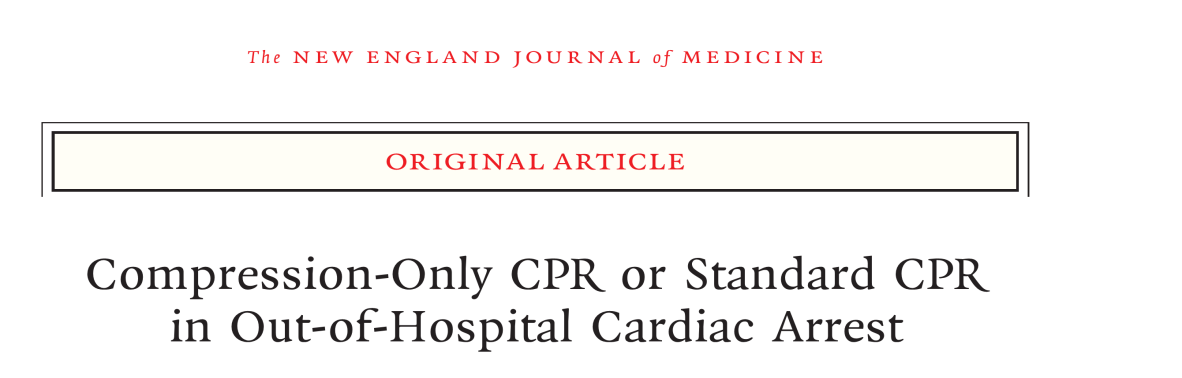 The NEW ENGLAND JOURNAL of MEDICINE
ORIGINAL ARTICLE
Compression-Only CPR or Standard CPR
in Out-of-Hospital Cardiac Arrest